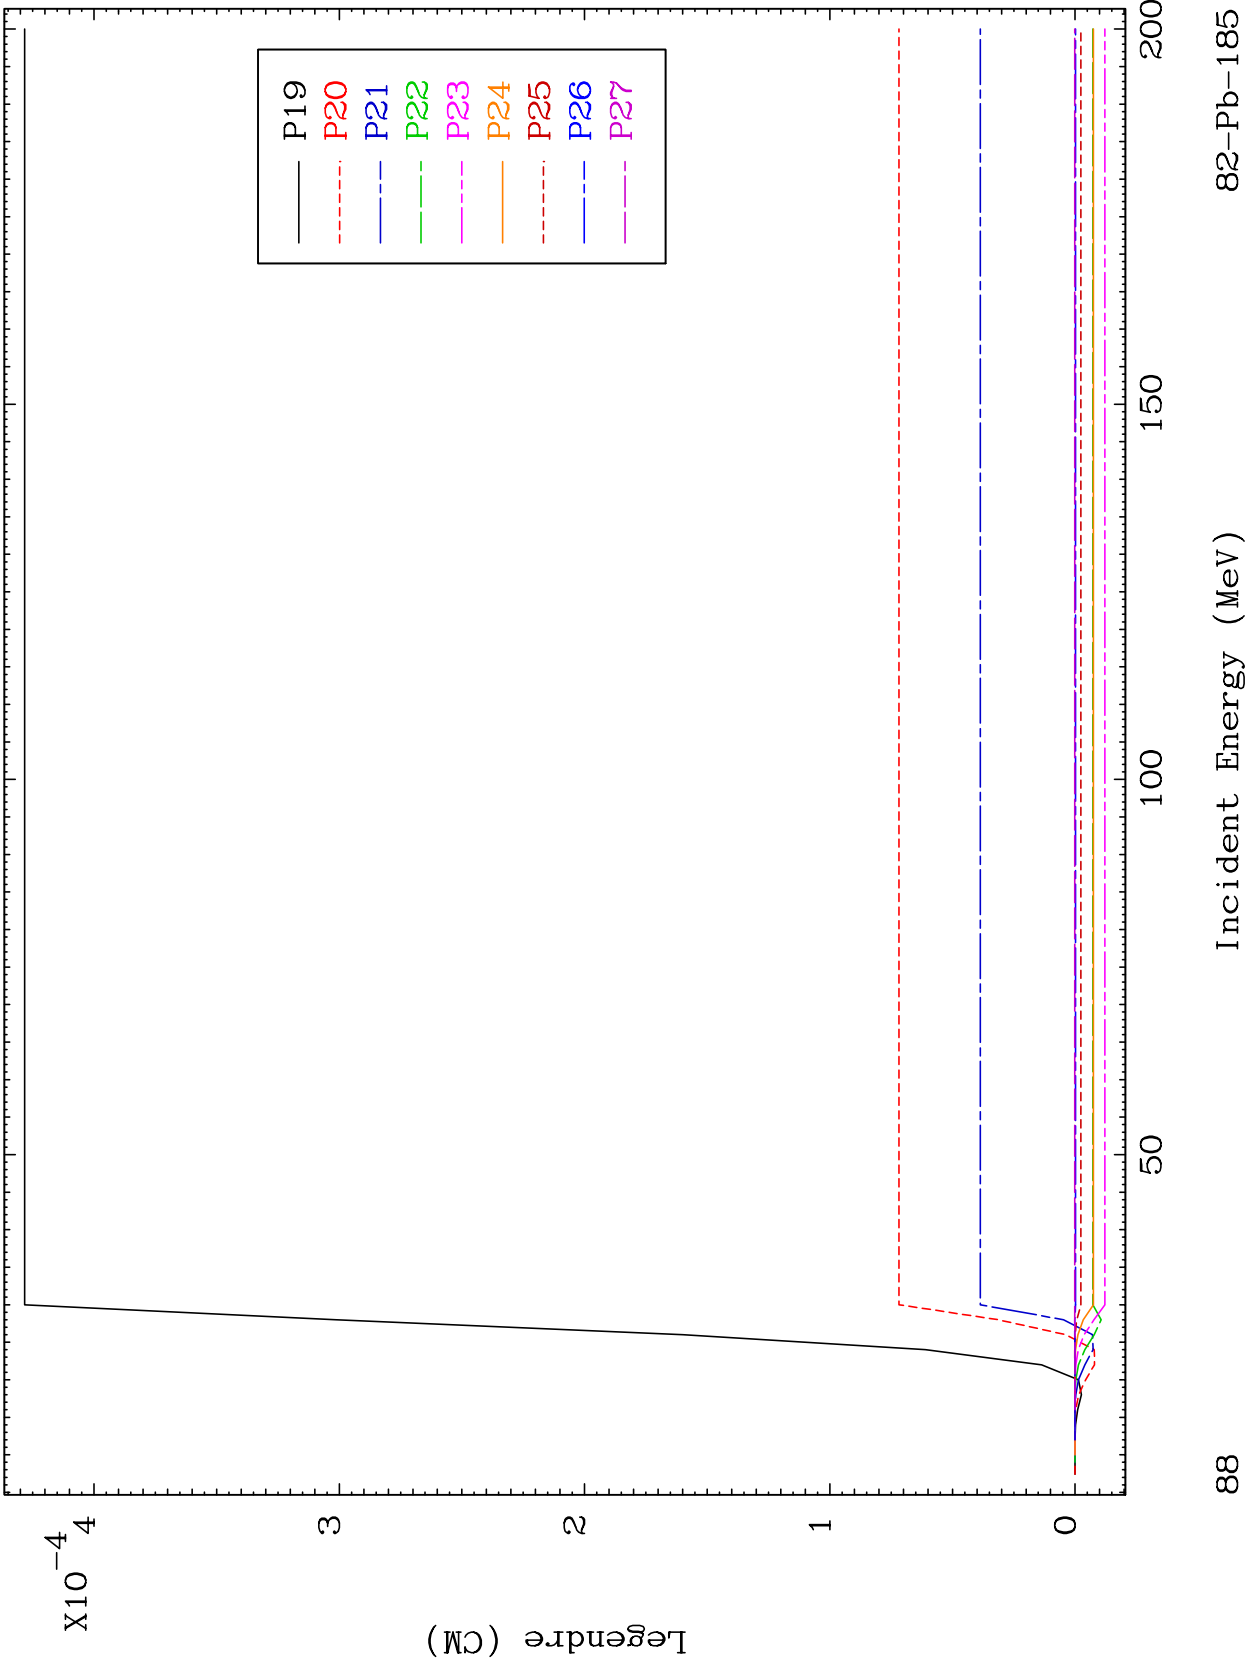 X10-4
4
3
2
1
0
Legendre (CM)
P19
P20
P21
P22
P23
P24
P25
P26
P27
50
100
150
200
Incident Energy (MeV)
88
82-Pb-185